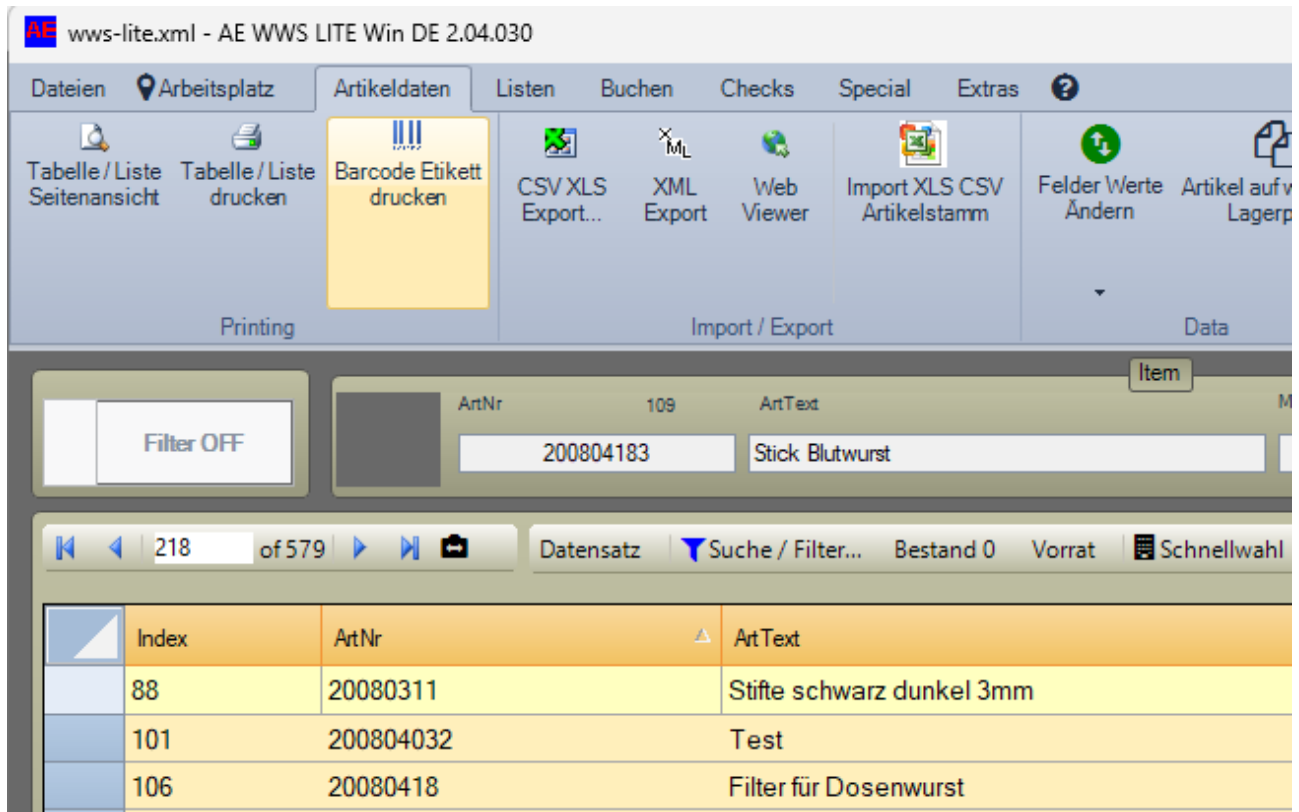 AE wws-lite.xml - AE WWS LITE Win DE 2.04.030
Dateien Arbeitsplatz Artikeldaten Listen Buchen Checks Special Extras ?
Tabelle / Liste Seitenansicht
Tabelle / Liste drucken
Barcode Etikett drucken
CSV XLS Export...
XML Export
Web Viewer
Import XLS CSV Artikelstamm
Felder Werte Ändern
Artikel auf
Printing Import / Export Data
Item
ArtNr 109 ArtText
Filter OFF 200804183 Stick Blutwurst
218 of 579 Datensatz Suche / Filter... Bestand 0 Vorrat Schnellwahl
Index ArtNr ArtText
88 20080311 Stifte schwarz dunkel 3mm
101 200804032 Test
106 20080418 Filter für Dosenwurst